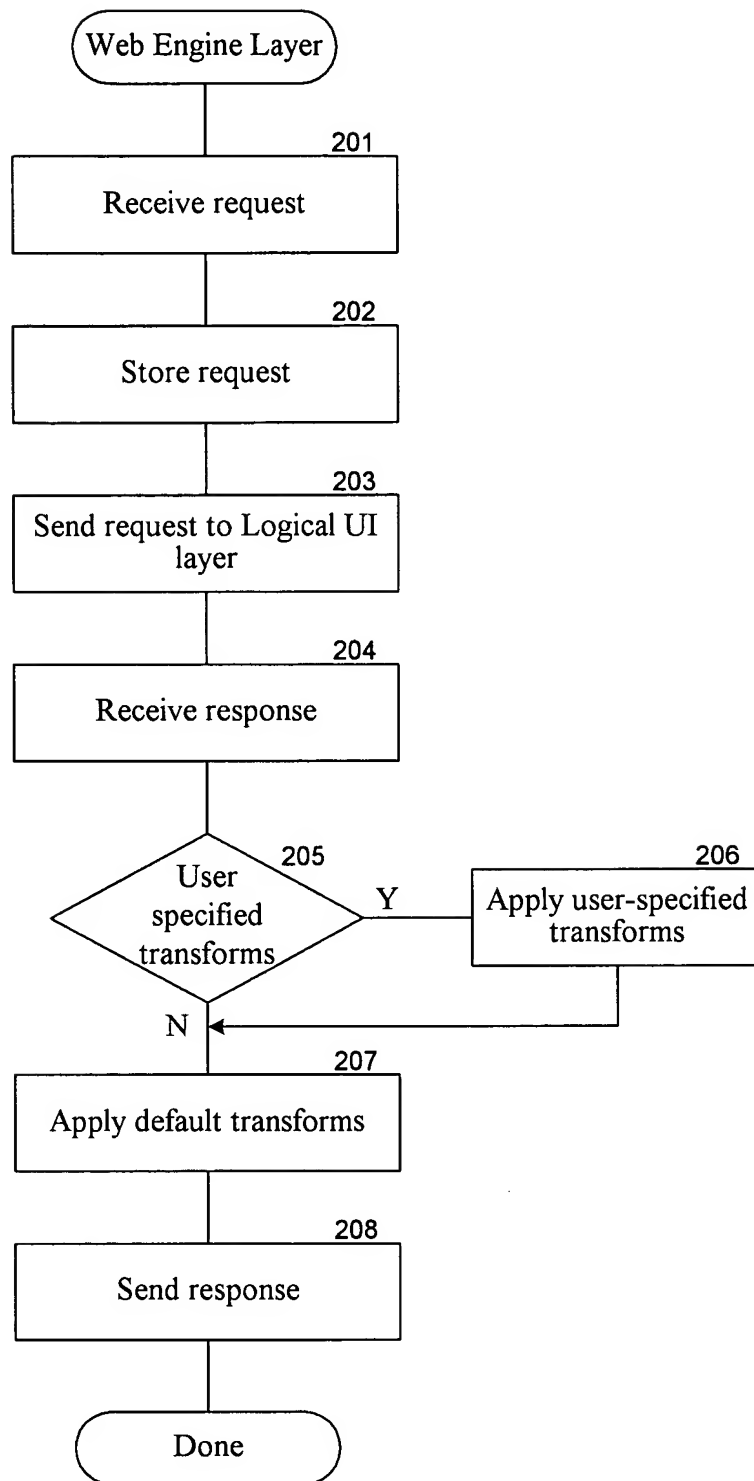 Web Engine Layer
201
Receive request
202
Store request
203
Send request to Logical UI
layer
204
Receive response
205
User
specified
transforms
Y
206
Apply user-specified
transforms
N
207
Apply default transforms
208
Send response
Done